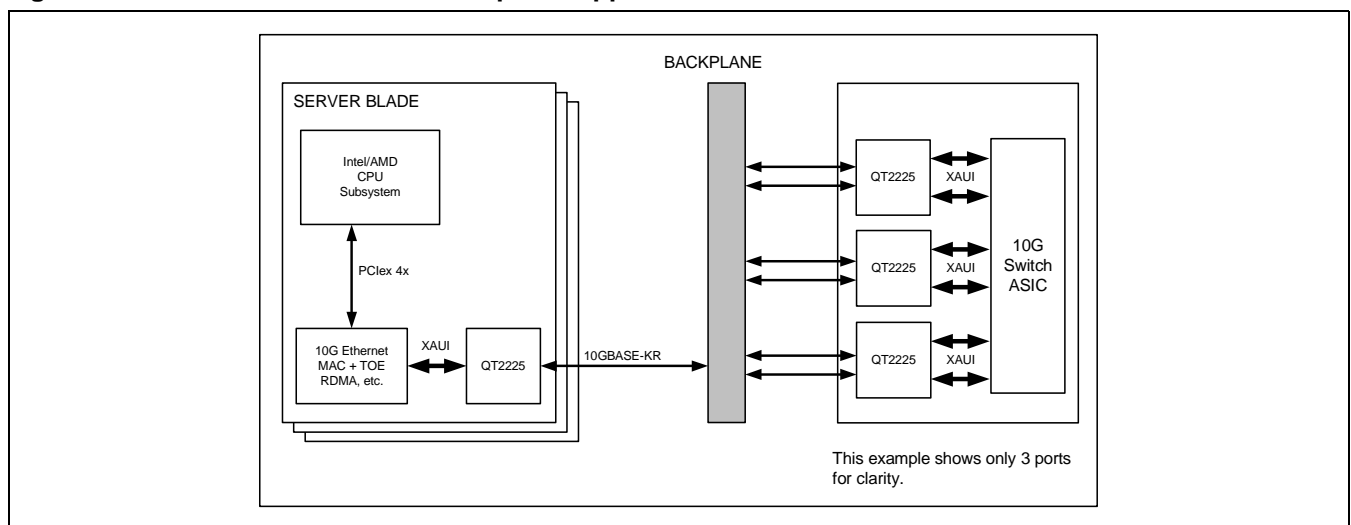 BACKPLANE
SERVER BLADE
Intel/AMD
CPU
Subsystem
PCIex 4x
10G Ethernet
MAC + TOE
RDMA, etc.
XAUI
QT2225
10GBASE-KR
QT2225
XAUI
QT2225
XAUI
QT2225
XAUI
10G
Switch
ASIC
This example shows only 3 ports
for clarity.